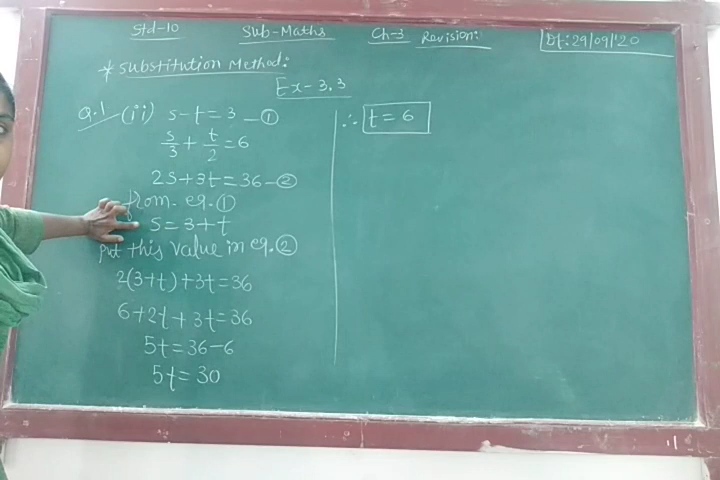 Std-10 Sub-Maths Ch-3 Revision: Dt:29/09/'20
* Substitution Method:
Ex-3.3
Q.1 (ii) s-t=3 _ ①
s/3 + t/2 = 6
2s+3t=36-②
from eq.①
s=3+t
Put this value in eq.②
2(3+t)+3t=36
6+2t+3t=36
5t=36-6
5t=30
∴ t=6